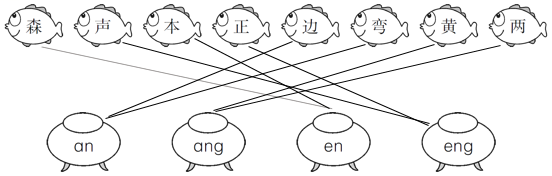 森 声 本 正 边 弯 黄 两
an ang en eng